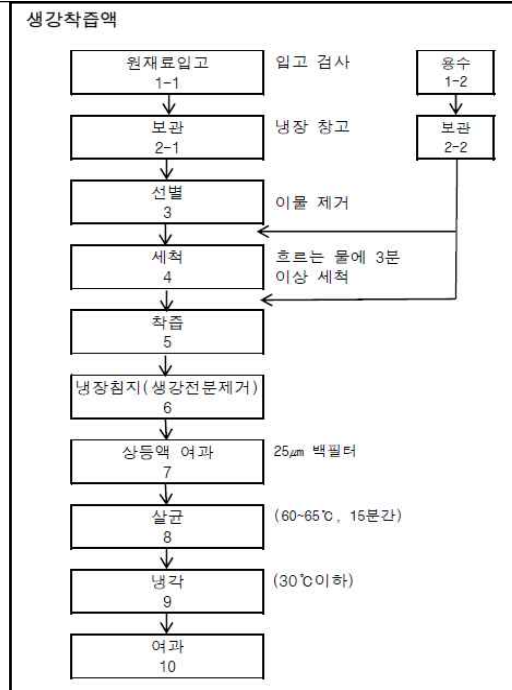 생강착즙액
원재료입고
1-1
입고 검사
용수
1-2
보관
2-1
냉장 창고
보관
2-2
선별
3
이물 제거
세척
4
흐르는 물에 3분
이상 세척
착즙
5
냉장침지(생강전분제거)
6
상등액 여과
7
25㎛ 백필터
살균
8
(60~65℃, 15분간)
냉각
9
(30℃이하)
여과
10